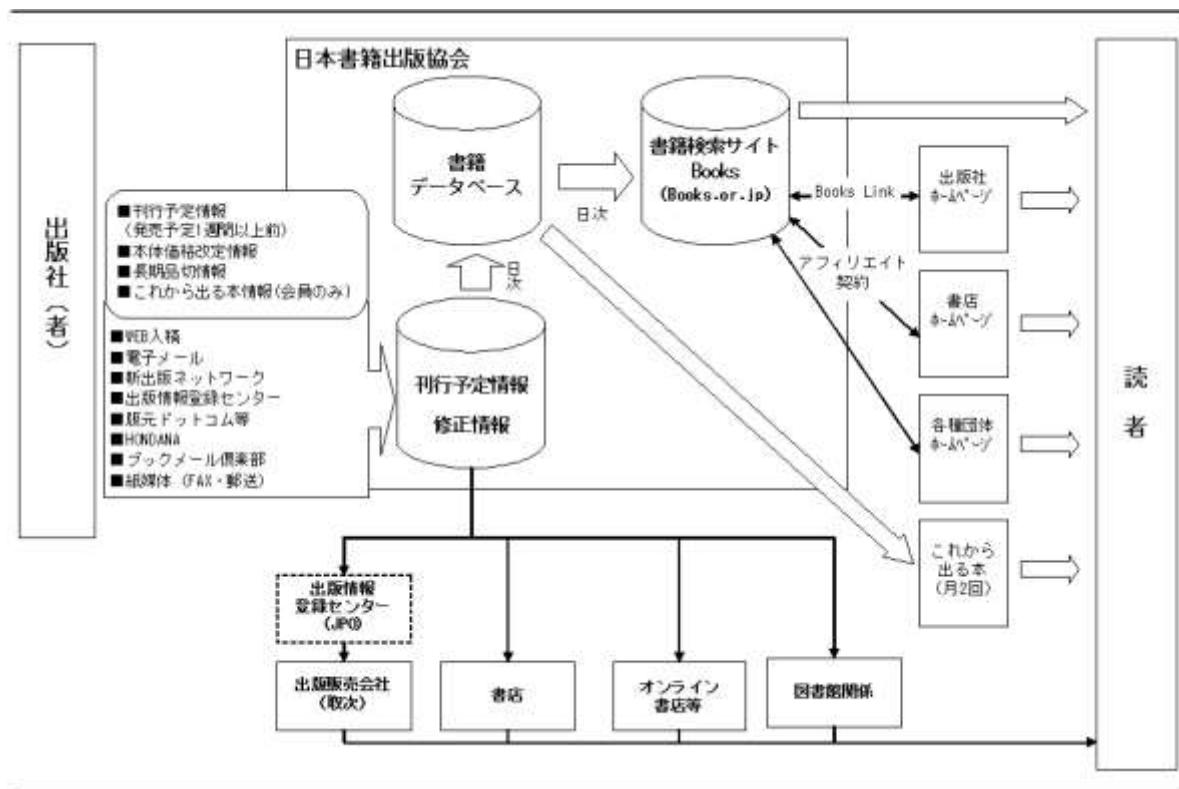 日本書籍出版協会
出版社(者)
■刊行予定情報
(発売予定1週間以上前)
■本体価格改定情報
■長期品切情報
■これから出る本情報(会員のみ)
■WEB入稿
■電子メール
■新出版ネットワーク
■出版情報登録センター
■版元ドットコム等
■HONDANA
■ブックメール倶楽部
■紙媒体(FAX・郵送)
書籍
データベース
日次
刊行予定情報
修正情報
日次
書籍検索サイト
Books
(Books.or.jp)
Books Link
アフィリエイト
契約
出版社
ホームページ
書店
ホームページ
各種団体
ホームページ
これから
出る本
(月2回)
読者
出版情報
登録センター
(JPO)
出版販売会社
(取次)
書店
オンライン
書店等
図書館関係